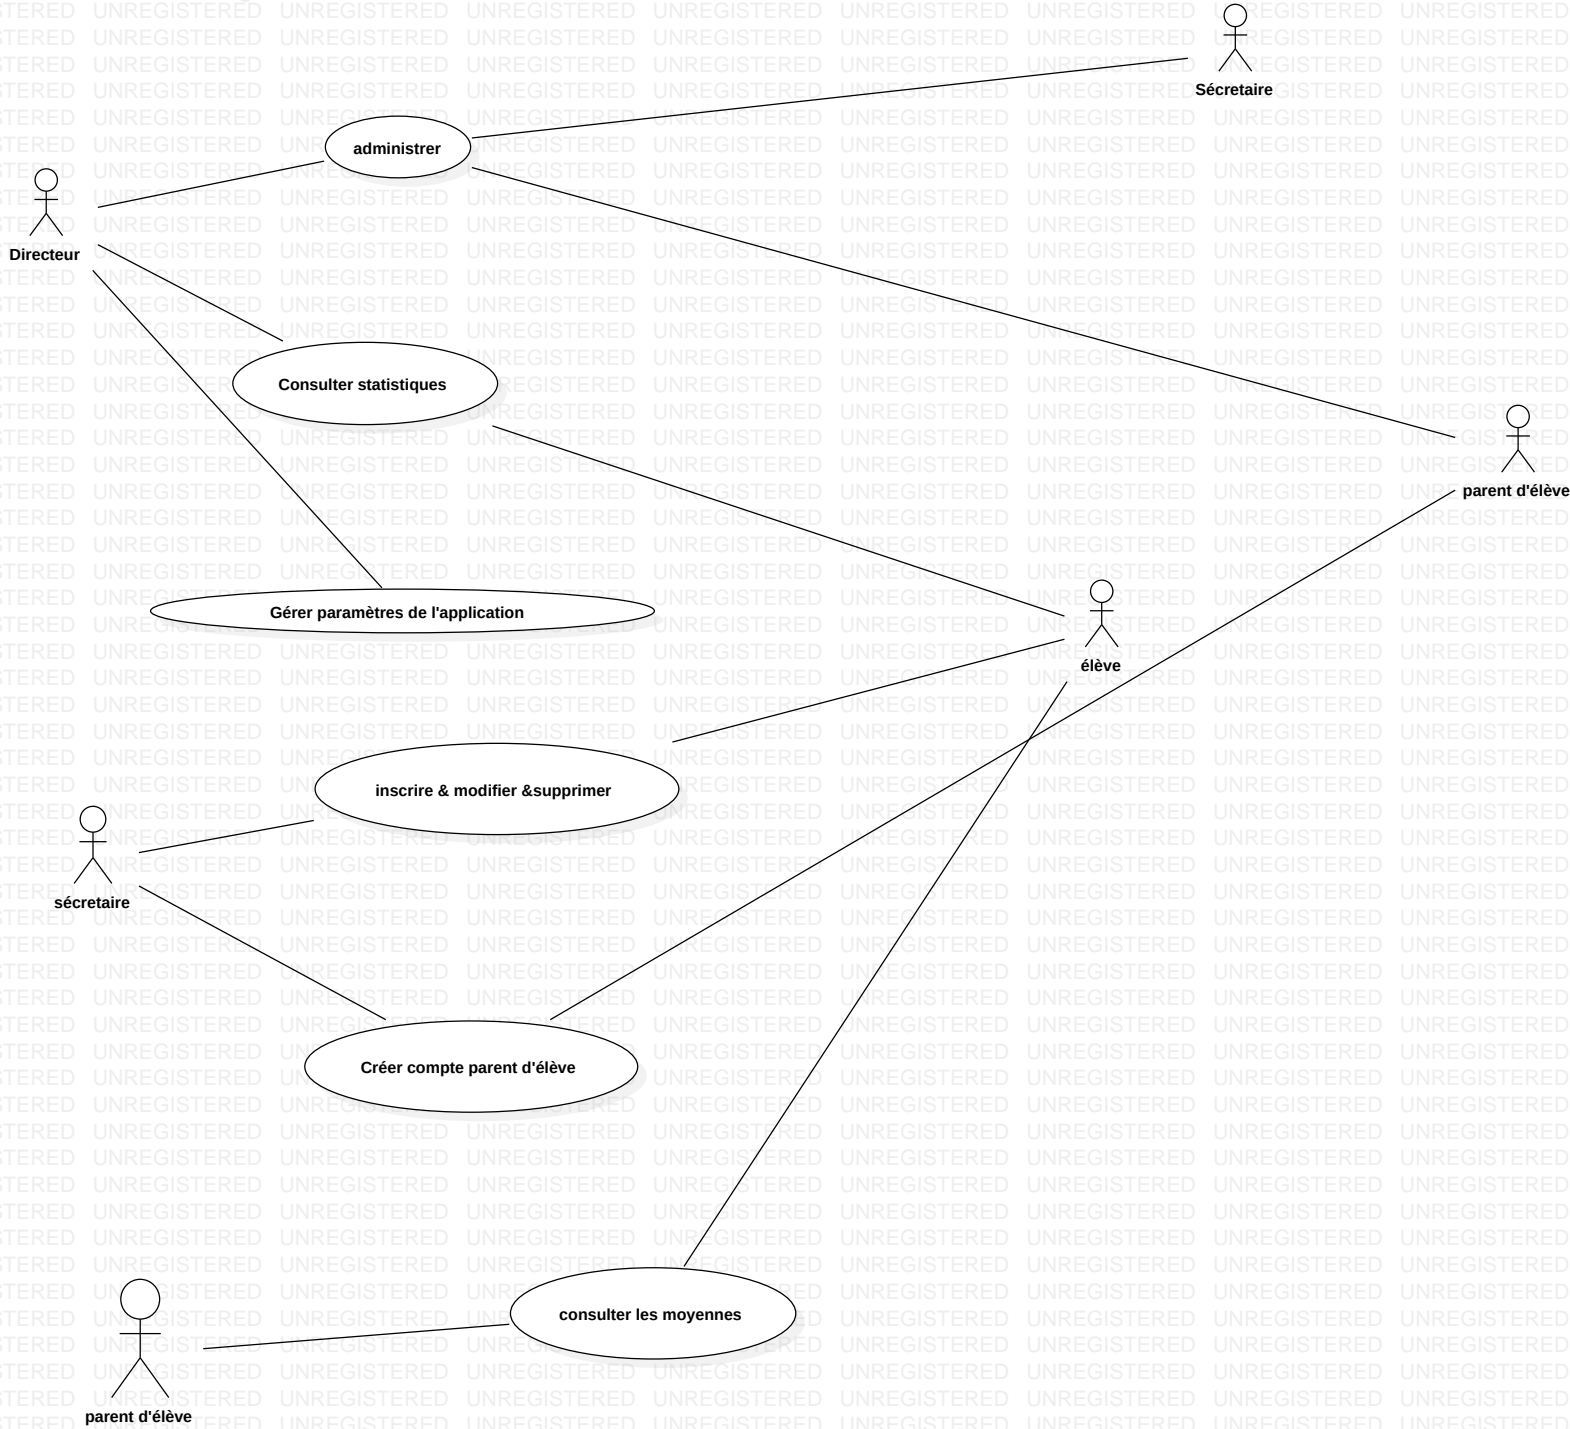 Sécretaire
administrer
Directeur
Consulter statistiques
parent d'élève
Gérer paramètres de l'application
élève
inscrire & modifier &supprimer
sécretaire
Créer compte parent d'élève
consulter les moyennes
parent d'élève
UNREGISTERED